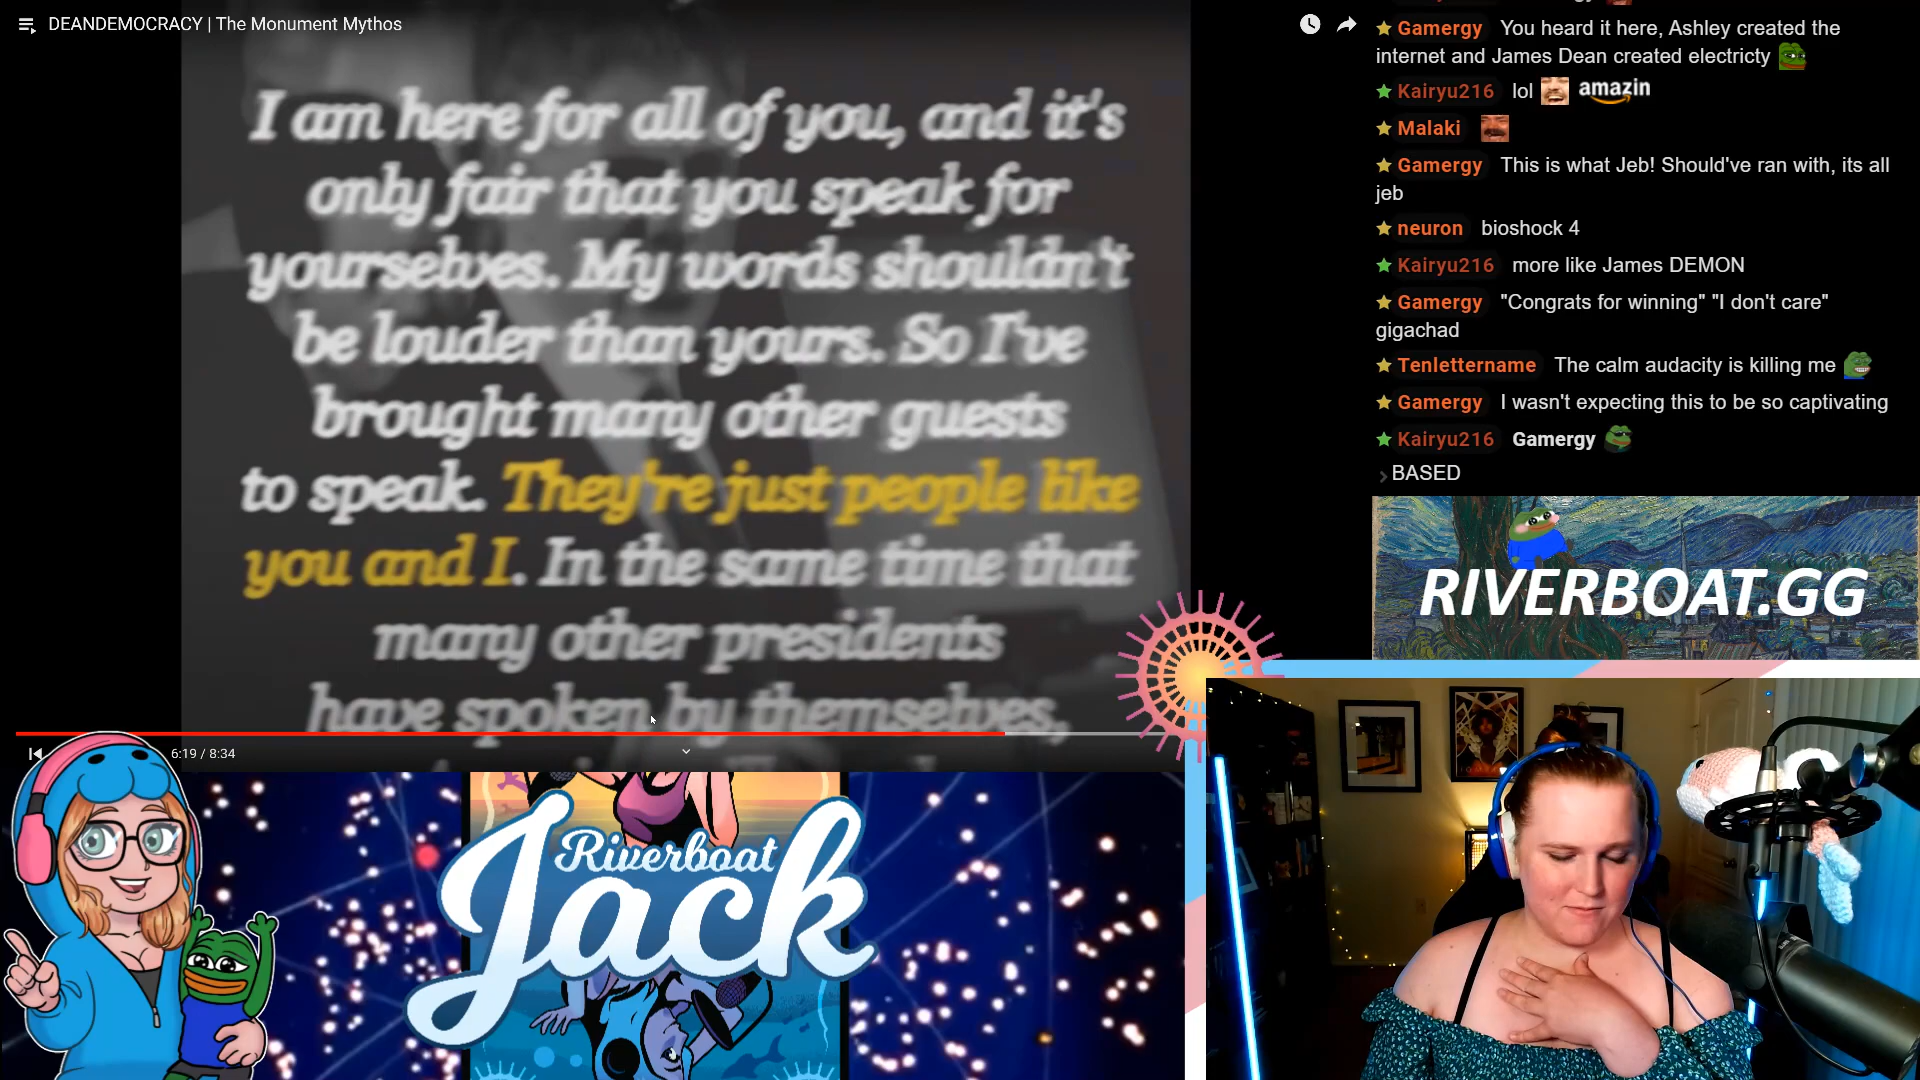 DEANDEMOCRACY | The Monument Mythos
I am here for all of you, and it's
only fair that you speak for
yourselves. My words shouldn't
be louder than yours. So I've
brought many other guests
to speak. They're just people like
you and I. In the same time that
many other presidents
have spoken by themselves,
6:19 / 8:34
Gamergy You heard it here, Ashley created the
internet and James Dean created electricty
Kairyu216 lol amazin
Malaki
Gamergy This is what Jeb! Should've ran with, its all
jeb
neuron bioshock 4
Kairyu216 more like James DEMON
Gamergy "Congrats for winning" "I don't care"
gigachad
Tenlettername The calm audacity is killing me
Gamergy I wasn't expecting this to be so captivating
Kairyu216 Gamergy
BASED
RIVERBOAT.GG
Riverboat
Jack